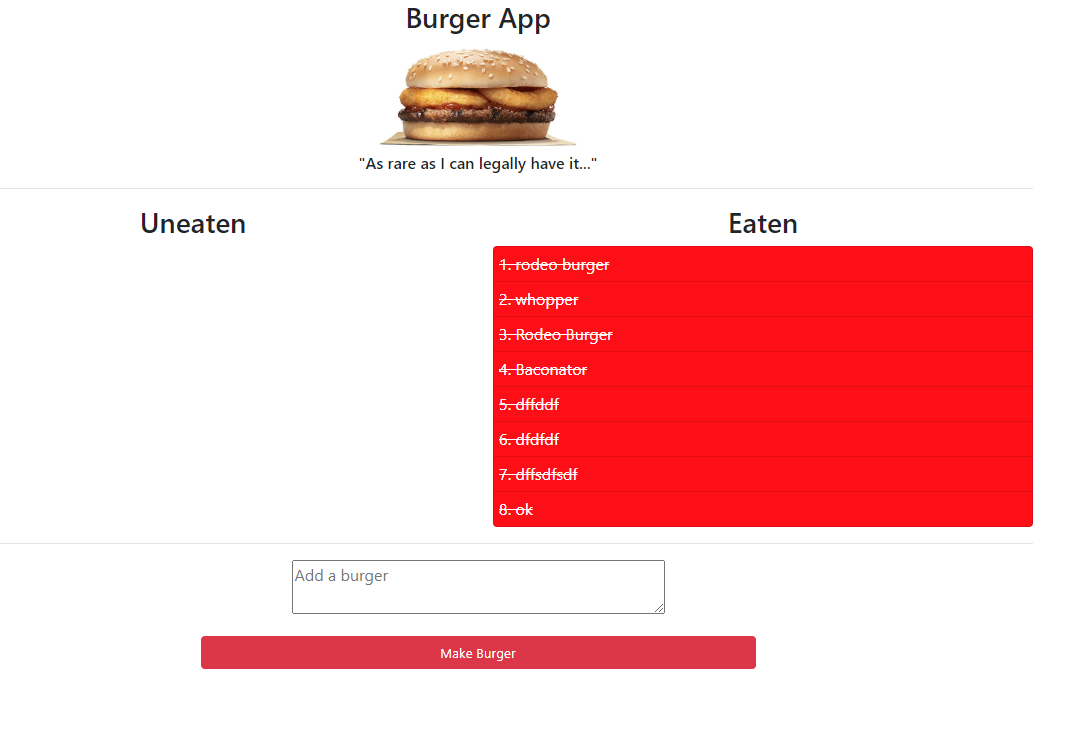 Burger App
"As rare as I can legally have it..."
Uneaten
Eaten
1. rodeo burger
2. whopper
3. Rodeo Burger
4. Baconator
5. dffddf
6. dfdfdf
7. dffsdfsdf
8. ok
Add a burger
Make Burger